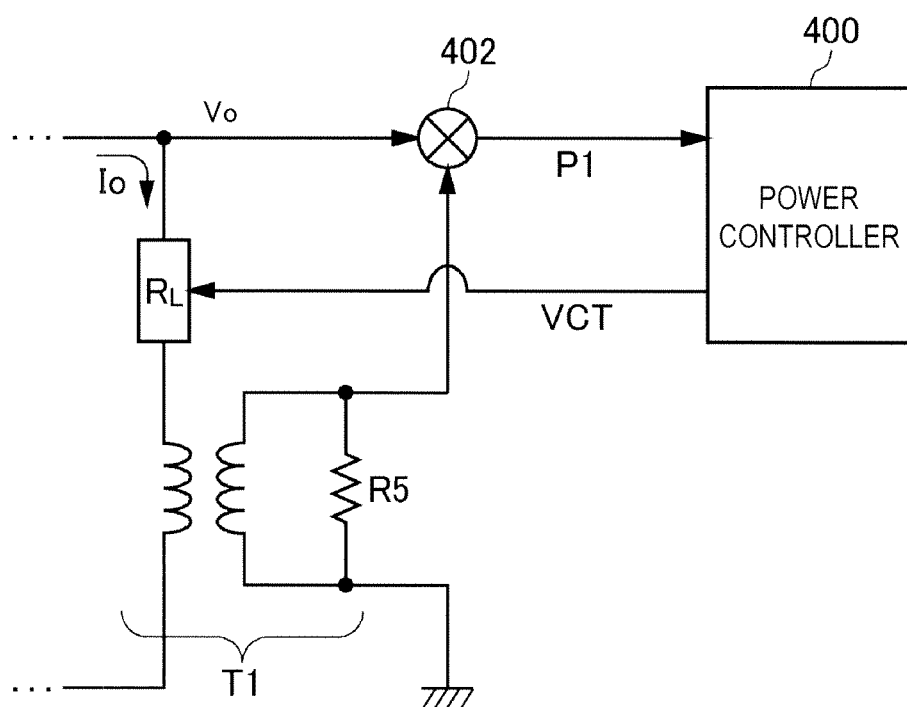 402
400
...
Vo
Io
P1
POWER
CONTROLLER
RL
VCT
R5
T1
...